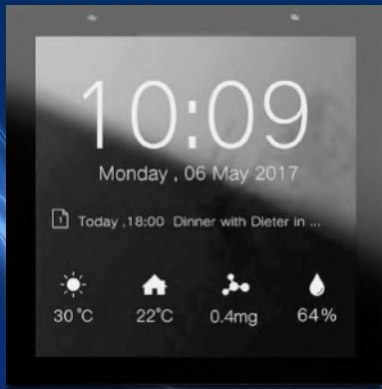 10:09
Monday , 06 May 2017
Today ,18:00 Dinner with Dieter in ...
30°C 22°C 0.4mg 64%